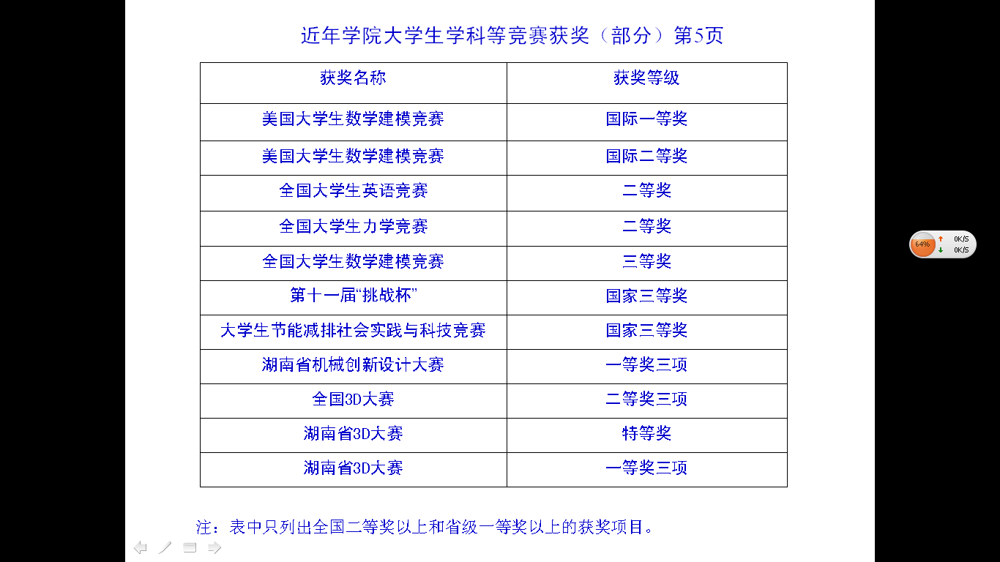 近年学院大学生学科等竞赛获奖（部分）第5页
获奖名称 获奖等级
美国大学生数学建模竞赛 国际一等奖
美国大学生数学建模竞赛 国际二等奖
全国大学生英语竞赛 二等奖
全国大学生力学竞赛 二等奖
全国大学生数学建模竞赛 三等奖
第十一届“挑战杯” 国家三等奖
大学生节能减排社会实践与科技竞赛 国家三等奖
湖南省机械创新设计大赛 一等奖三项
全国3D大赛 二等奖三项
湖南省3D大赛 特等奖
湖南省3D大赛 一等奖三项
注：表中只列出全国二等奖以上和省级一等奖以上的获奖项目。
64% 0K/S
0K/S